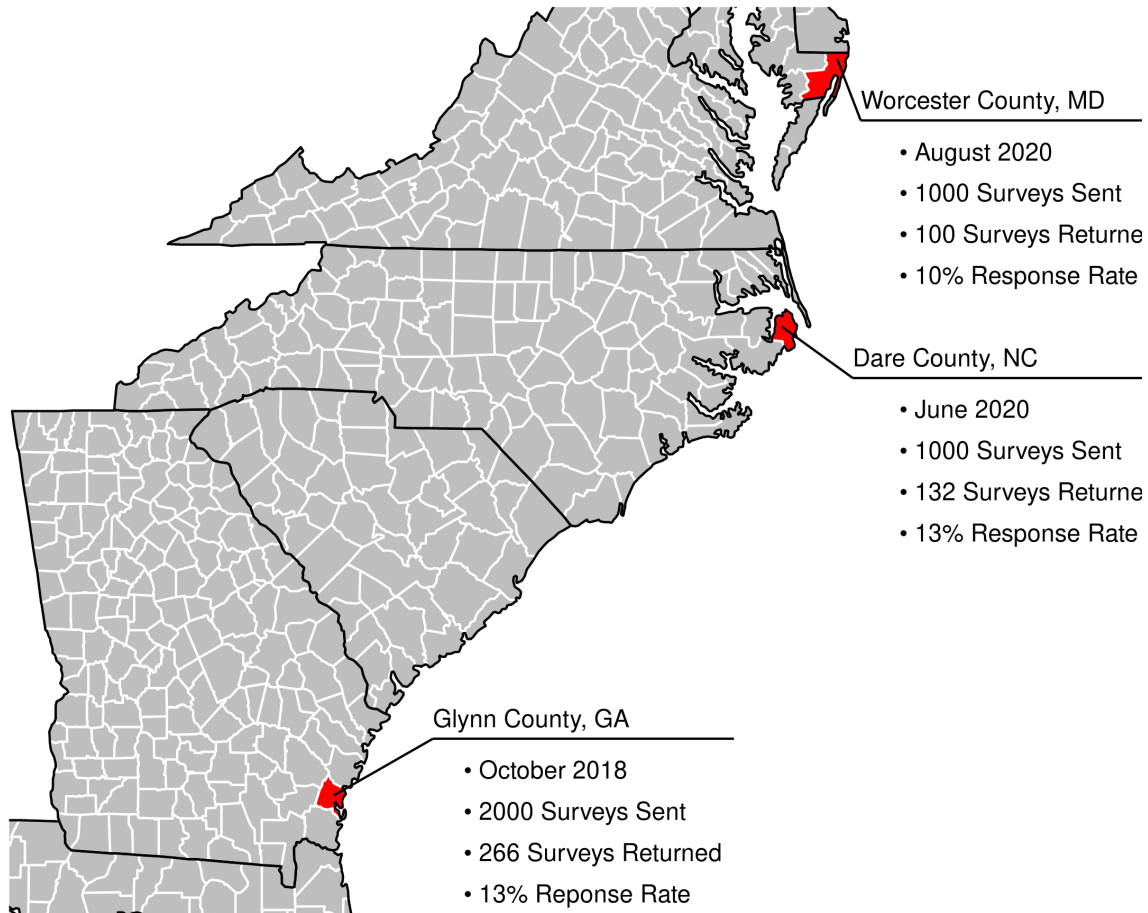 Worcester County, MD
• August 2020
• 1000 Surveys Sent
• 100 Surveys Returne
• 10% Response Rate
Dare County, NC
• June 2020
• 1000 Surveys Sent
• 132 Surveys Returne
• 13% Response Rate
Glynn County, GA
• October 2018
• 2000 Surveys Sent
• 266 Surveys Returned
• 13% Reponse Rate